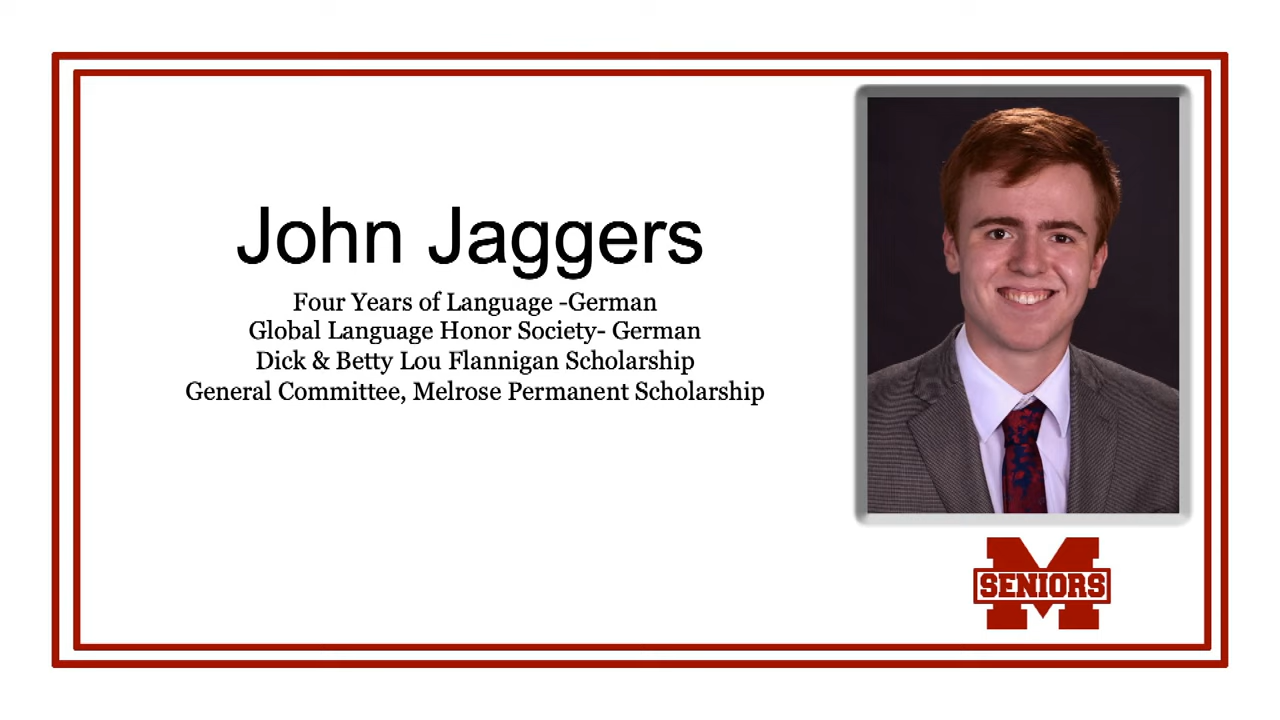 John Jaggers
Four Years of Language -German
Global Language Honor Society- German
Dick & Betty Lou Flannigan Scholarship
General Committee, Melrose Permanent Scholarship
M
SENIORS